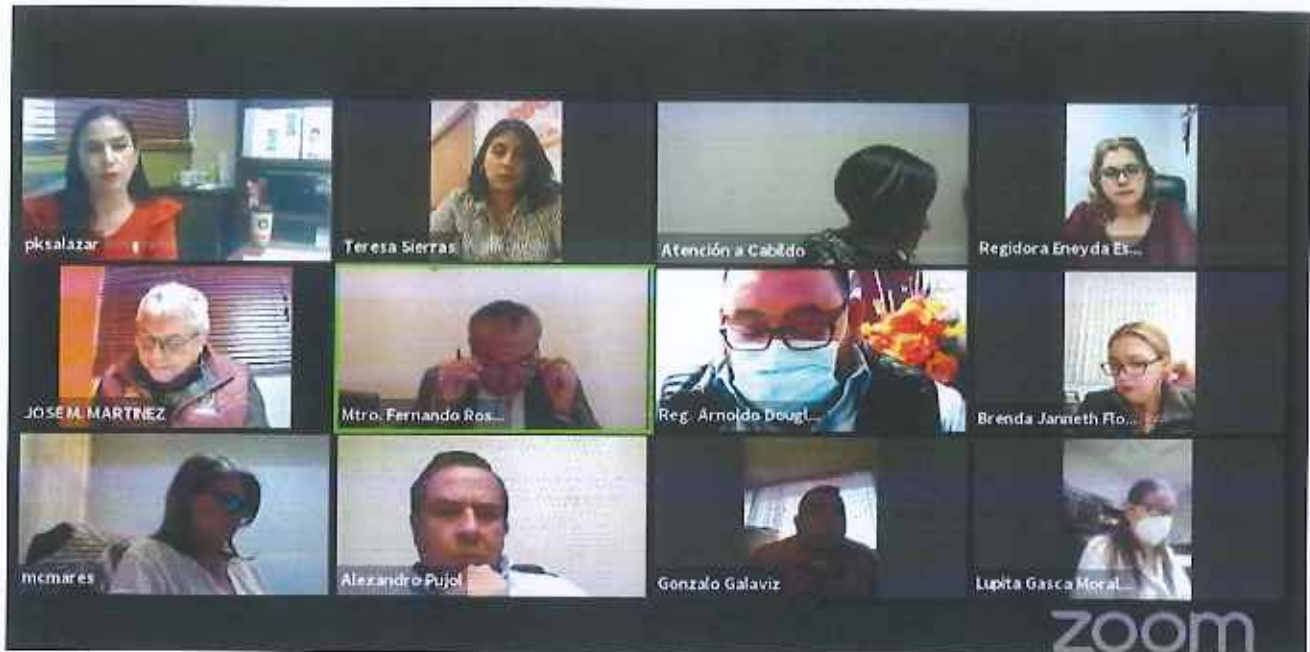 pksalazar
Teresa Sierras
Atención a Cabildo
Regidora Eneyda Es...
JOSE M. MARTINEZ
Mtro. Fernando Ros...
Reg. Arnoldo Dougl...
Brenda Janneth Flo...
mcmares
Alexandro Pujol
Gonzalo Galaviz
Lupita Gasca Moral...
zoom